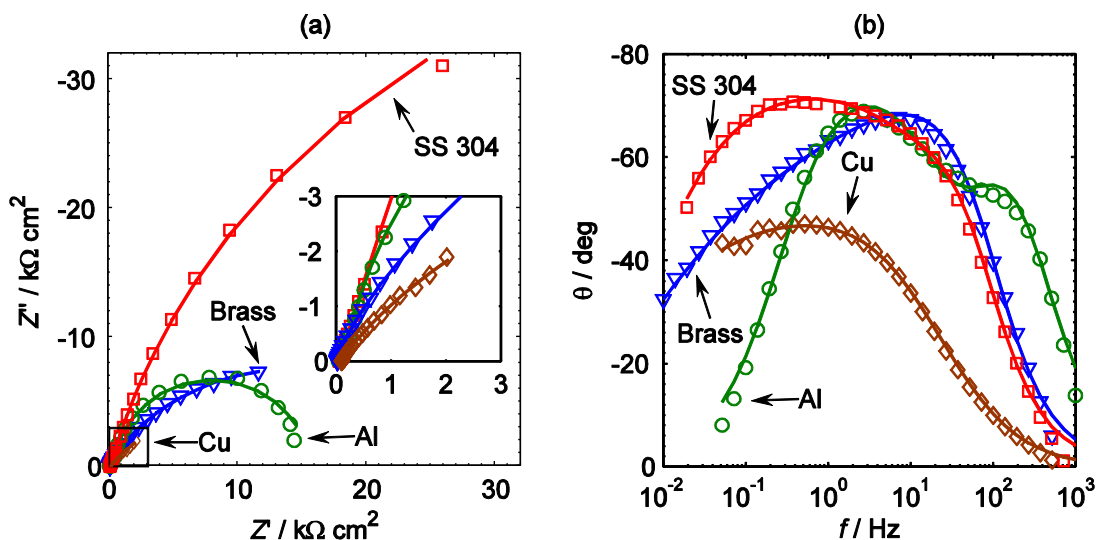 (a)
-30
-20
-10
0
0
10
20
30
Z'' / kΩ cm²
Z' / kΩ cm²
SS 304
Brass
Cu
Al
-3
-2
-1
0
0
1
2
3
(b)
-80
-60
-40
-20
0
10⁻²
10⁻¹
10⁰
10¹
10²
10³
θ / deg
f / Hz
SS 304
Cu
Brass
Al